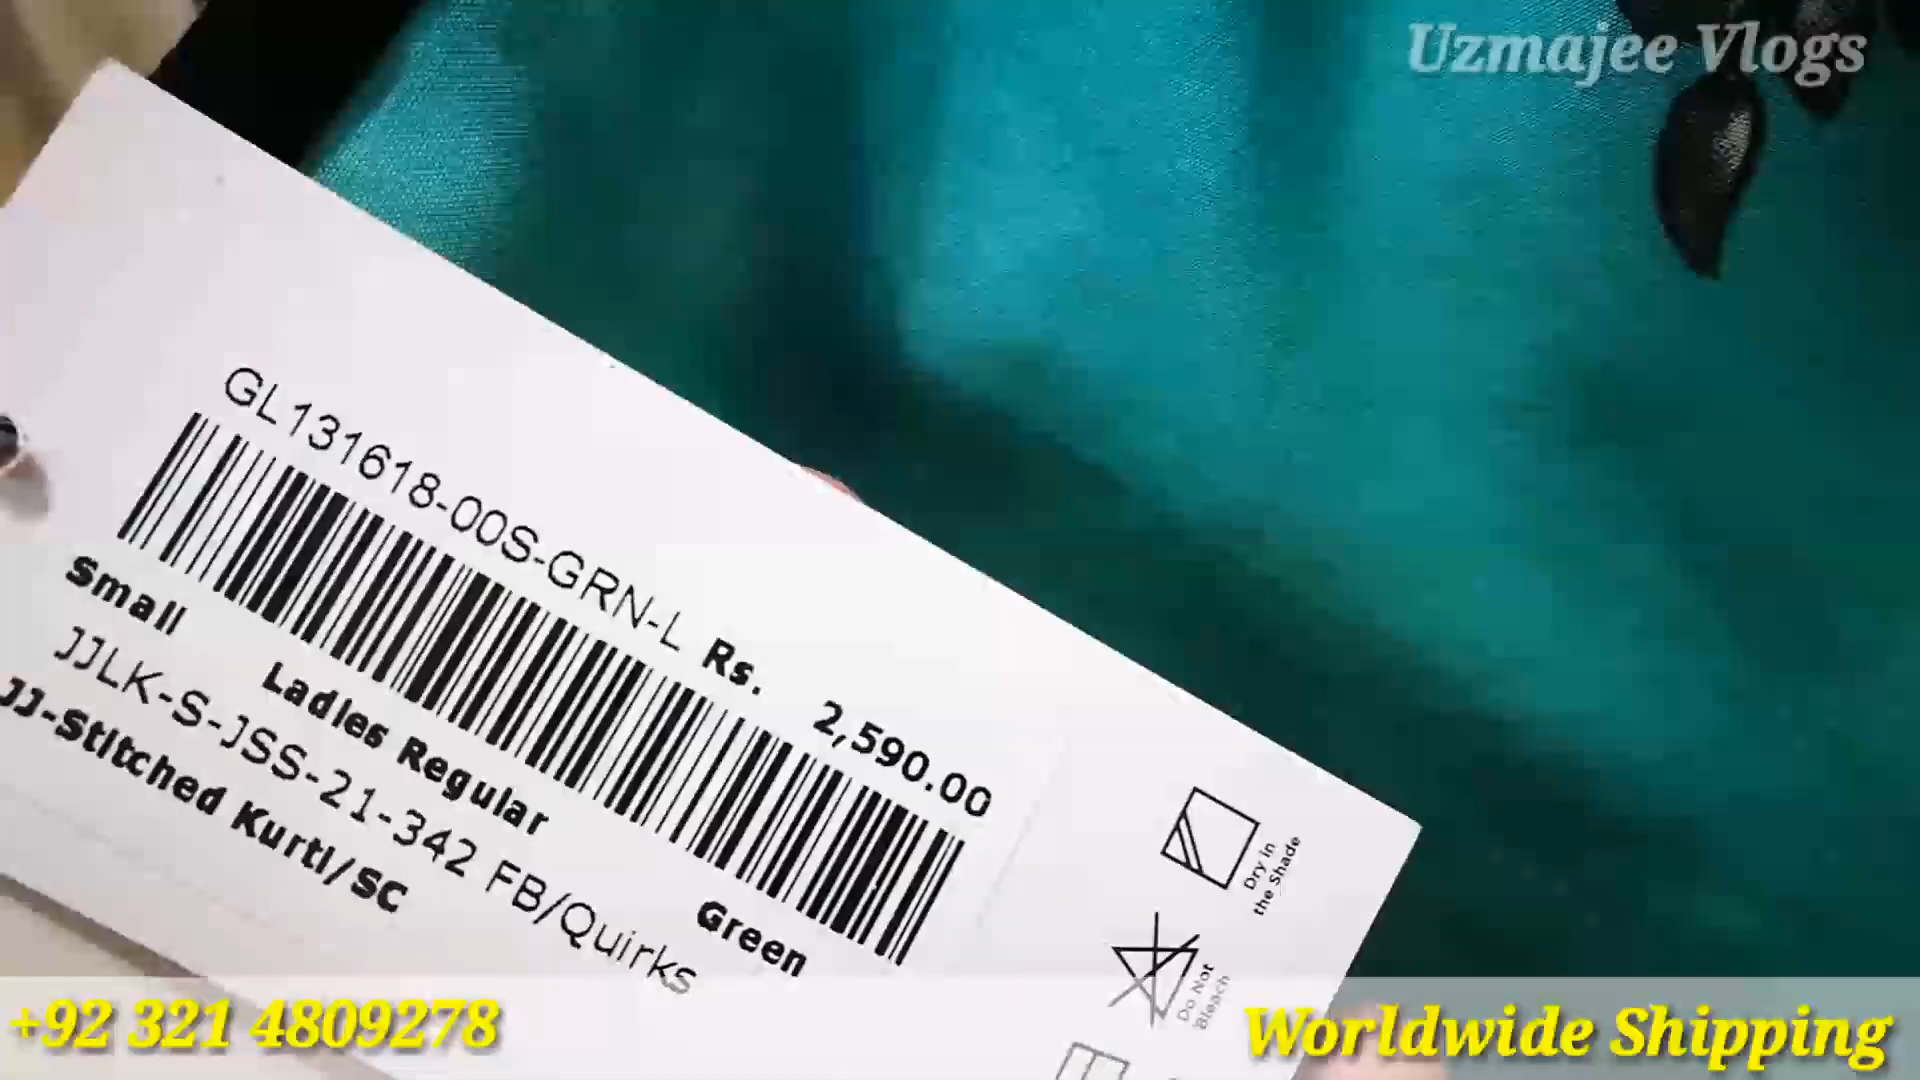 Uzmajee Vlogs
GL131618-00S-GRN-L
Rs. 2,590.00
Small
Ladies Regular
Green
JJLK-S-JSS-21-342 FB/Quirks
JJ-Stitched Kurti/SC
Dry in
the Shade
Do Not
Bleach
+92 321 4809278
Worldwide Shipping